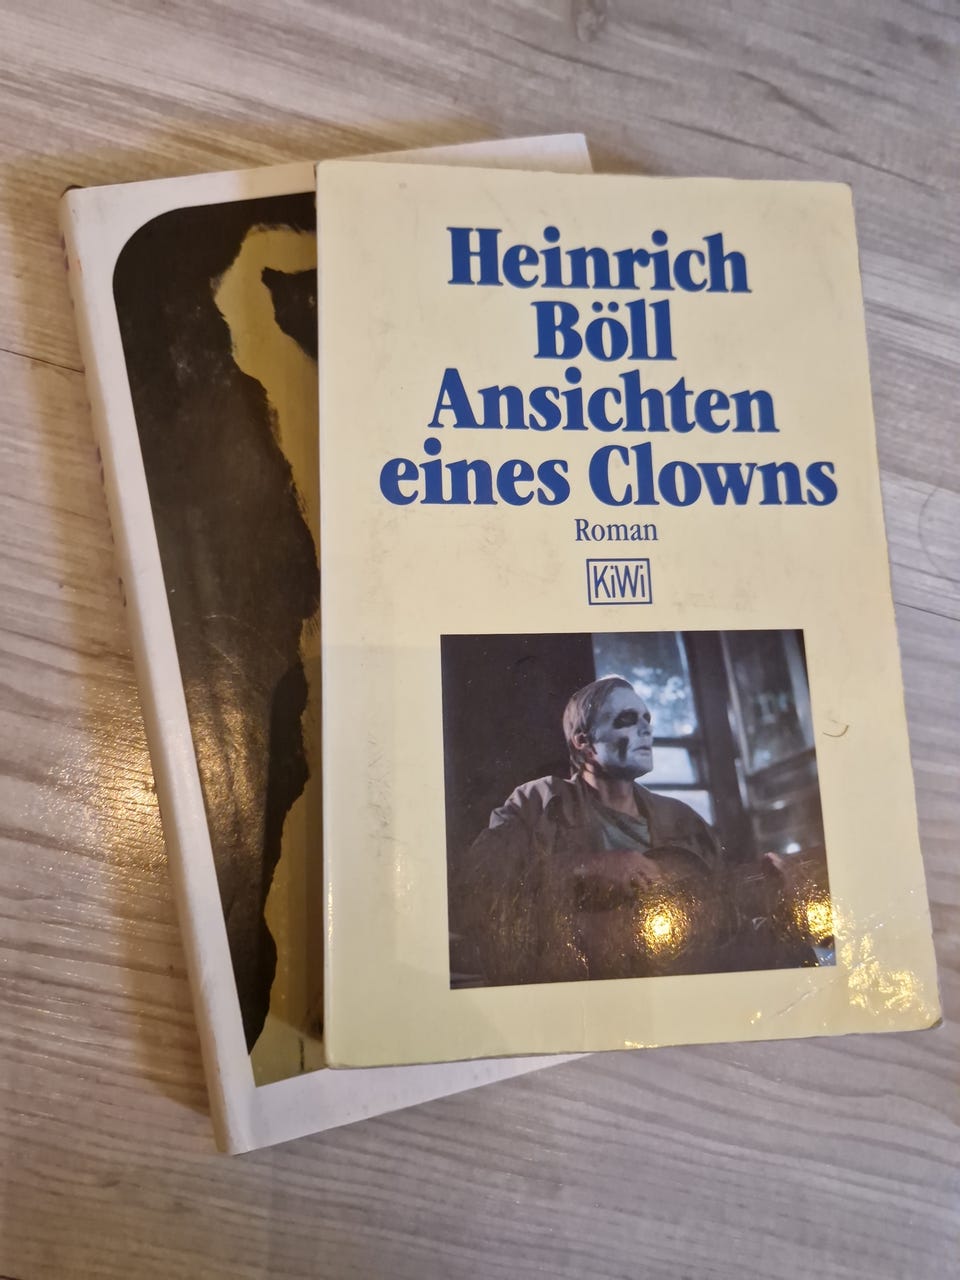 Heinrich
Böll
Ansichten
eines Clowns
Roman
KiWi